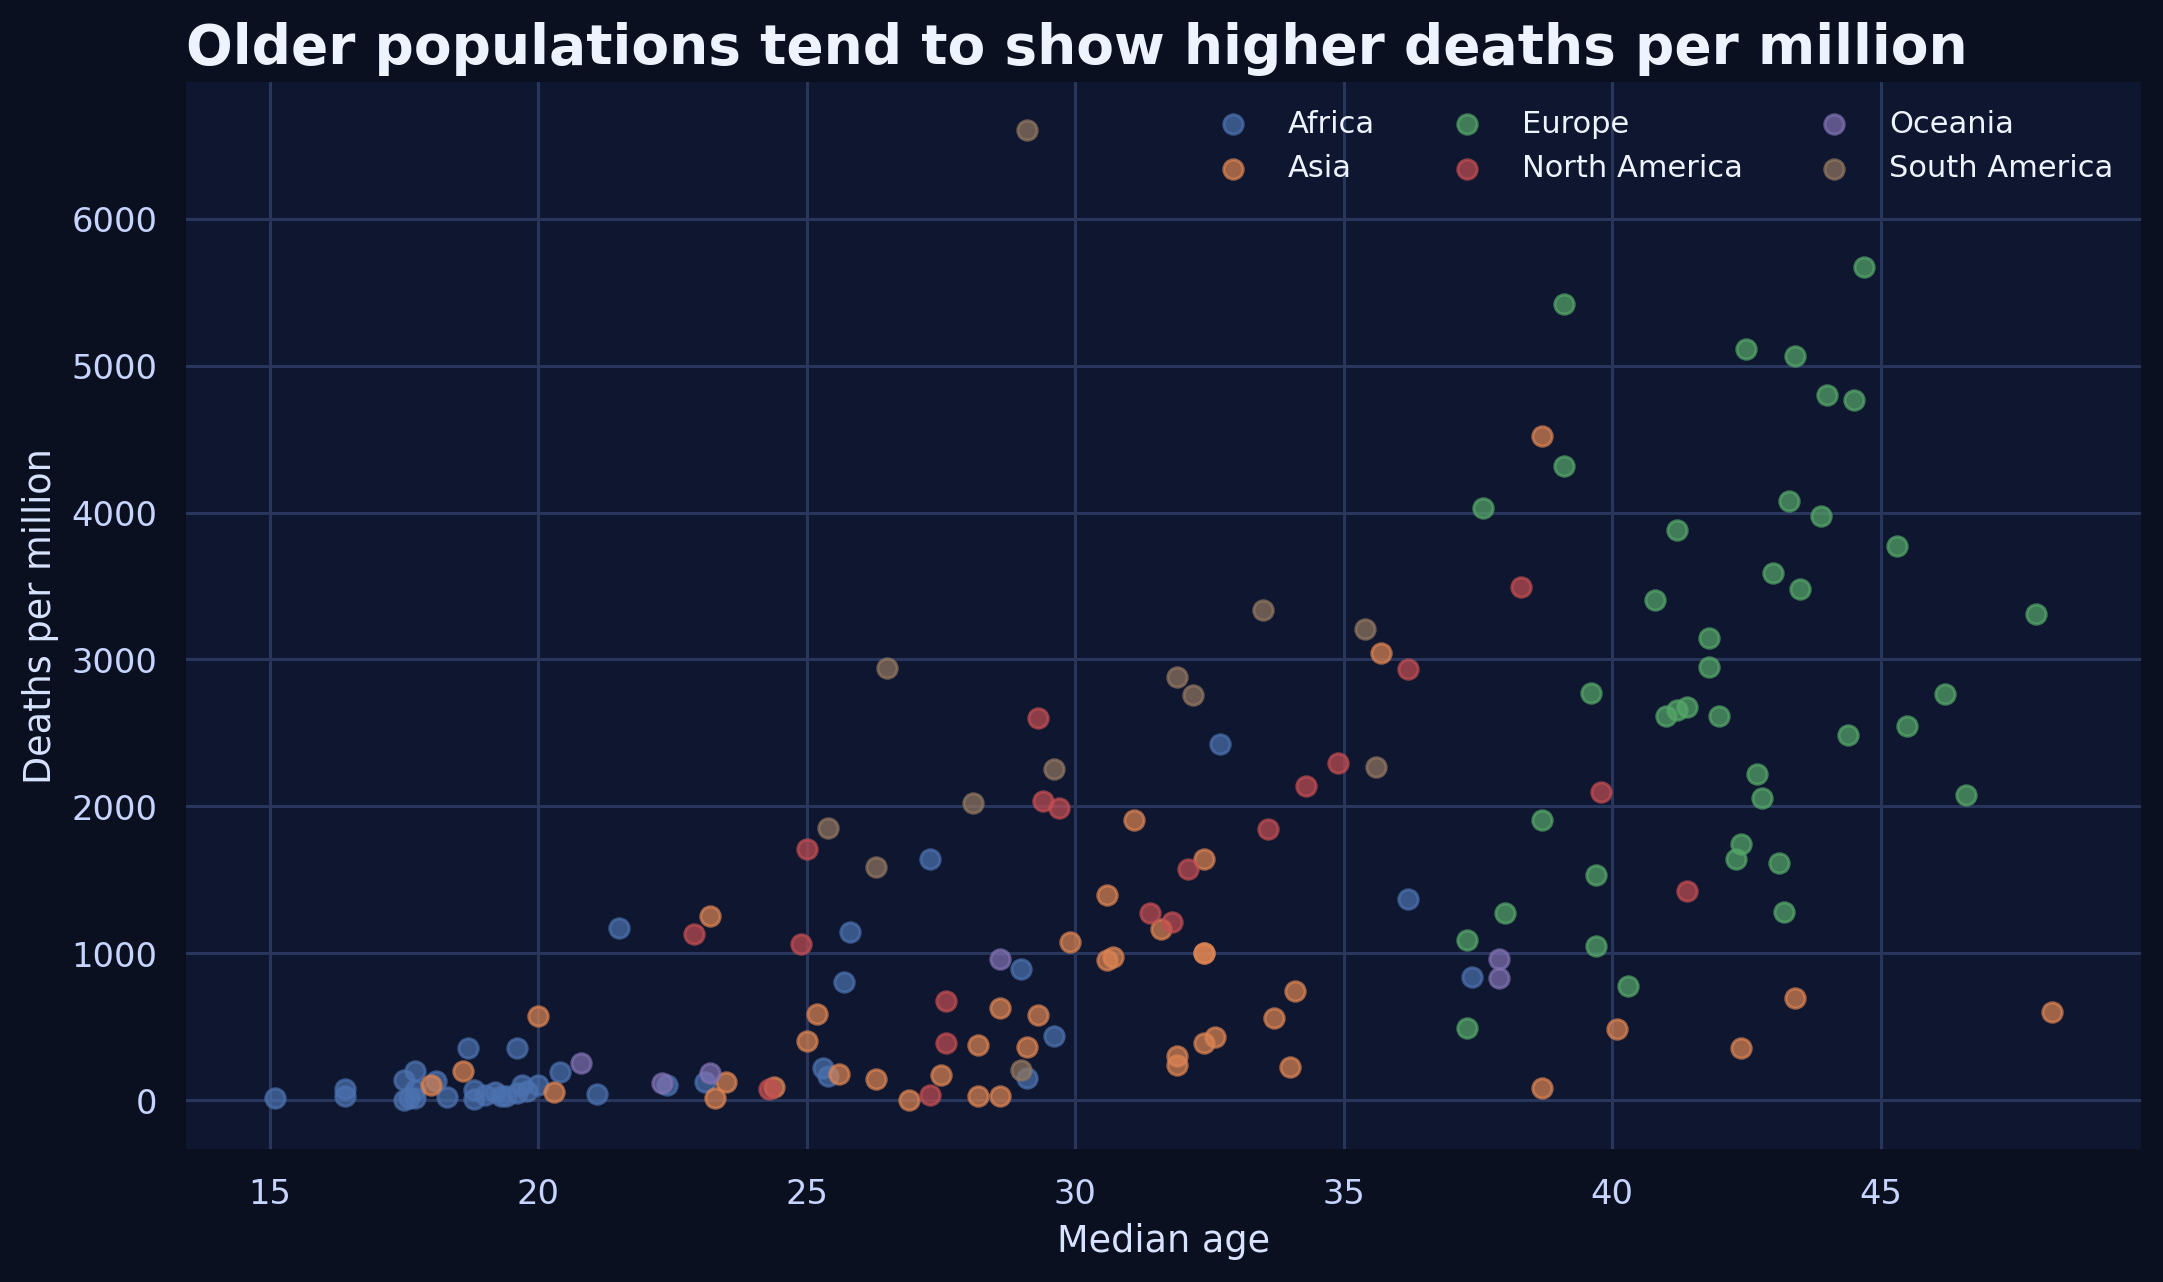 Older populations tend to show higher deaths per million
Africa
Asia
Europe
North America
Oceania
South America
6000
5000
4000
3000
2000
1000
0
Deaths per million
15 20 25 30 35 40 45
Median age